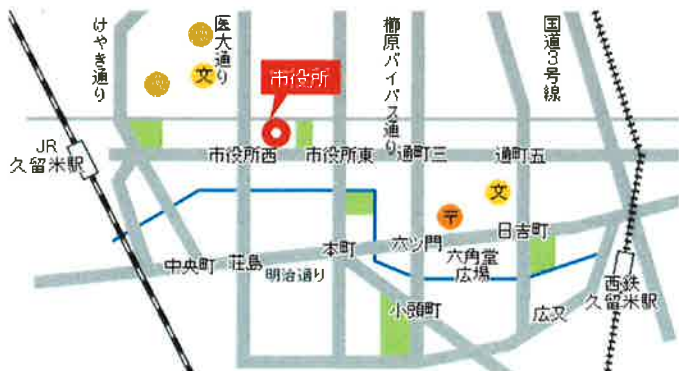 けやき通り
医大通り
櫛原バイパス通り
国道3号線
市役所
文
JR
久留米駅
市役所西
市役所東
通町三
通町五
文
〒
日吉町
六ツ門
本町
六角堂
広場
荘島
中央町
明治通り
西鉄
久留米駅
小頭町
広又